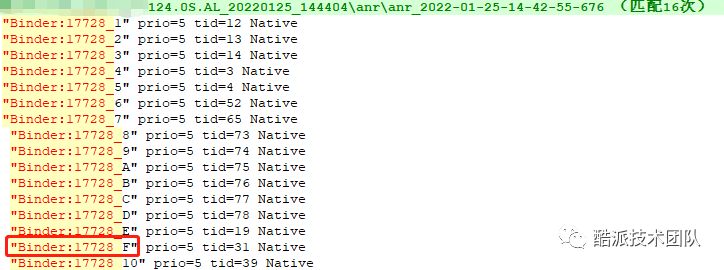 124.0S.AL_20220125_144404\anr\anr_2022-01-25-14-42-55-676 （匹配16次）
"Binder:17728_1" prio=5 tid=12 Native
"Binder:17728_2" prio=5 tid=13 Native
"Binder:17728_3" prio=5 tid=14 Native
"Binder:17728_4" prio=5 tid=3 Native
"Binder:17728_5" prio=5 tid=4 Native
"Binder:17728_6" prio=5 tid=52 Native
"Binder:17728_7" prio=5 tid=65 Native
"Binder:17728_8" prio=5 tid=73 Native
"Binder:17728_9" prio=5 tid=74 Native
"Binder:17728_A" prio=5 tid=75 Native
"Binder:17728_B" prio=5 tid=76 Native
"Binder:17728_C" prio=5 tid=77 Native
"Binder:17728_D" prio=5 tid=78 Native
"Binder:17728_E" prio=5 tid=19 Native
"Binder:17728_F" prio=5 tid=31 Native
"Binder:17728_10" prio=5 tid=39 Native
酷派技术团队